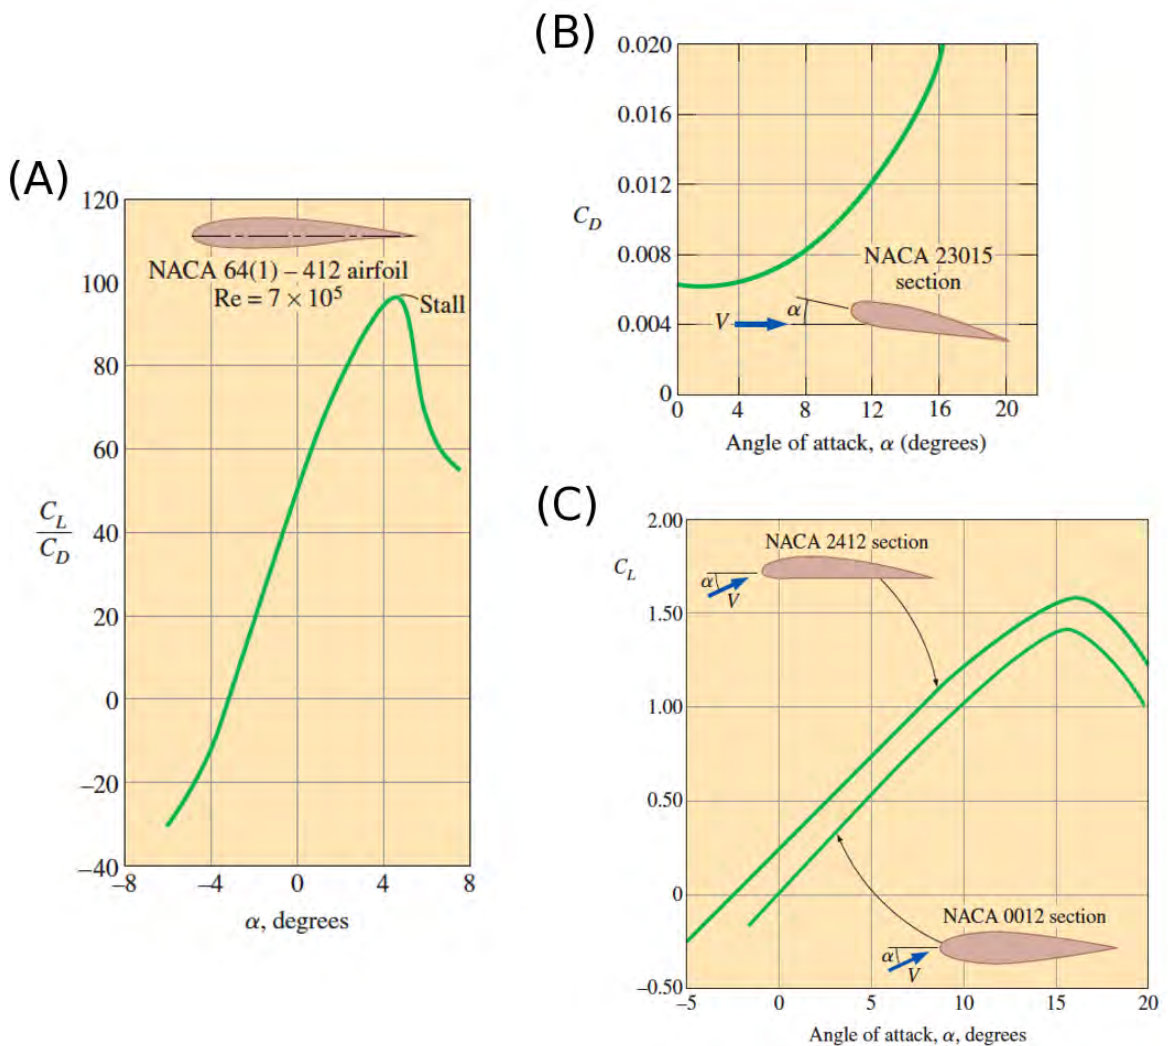 (A)
120
100
80
60
40
20
0
–20
–40
C_L
C_D
NACA 64(1) – 412 airfoil
Re = 7 × 10⁵
Stall
–8
–4
0
4
8
α, degrees
(B)
0.020
0.016
0.012
C_D
0.008
0.004
0
NACA 23015
section
α
V
0
4
8
12
16
20
Angle of attack, α (degrees)
(C)
2.00
C_L
1.50
1.00
0.50
0
–0.50
NACA 2412 section
α
V
NACA 0012 section
α
V
–5
0
5
10
15
20
Angle of attack, α, degrees